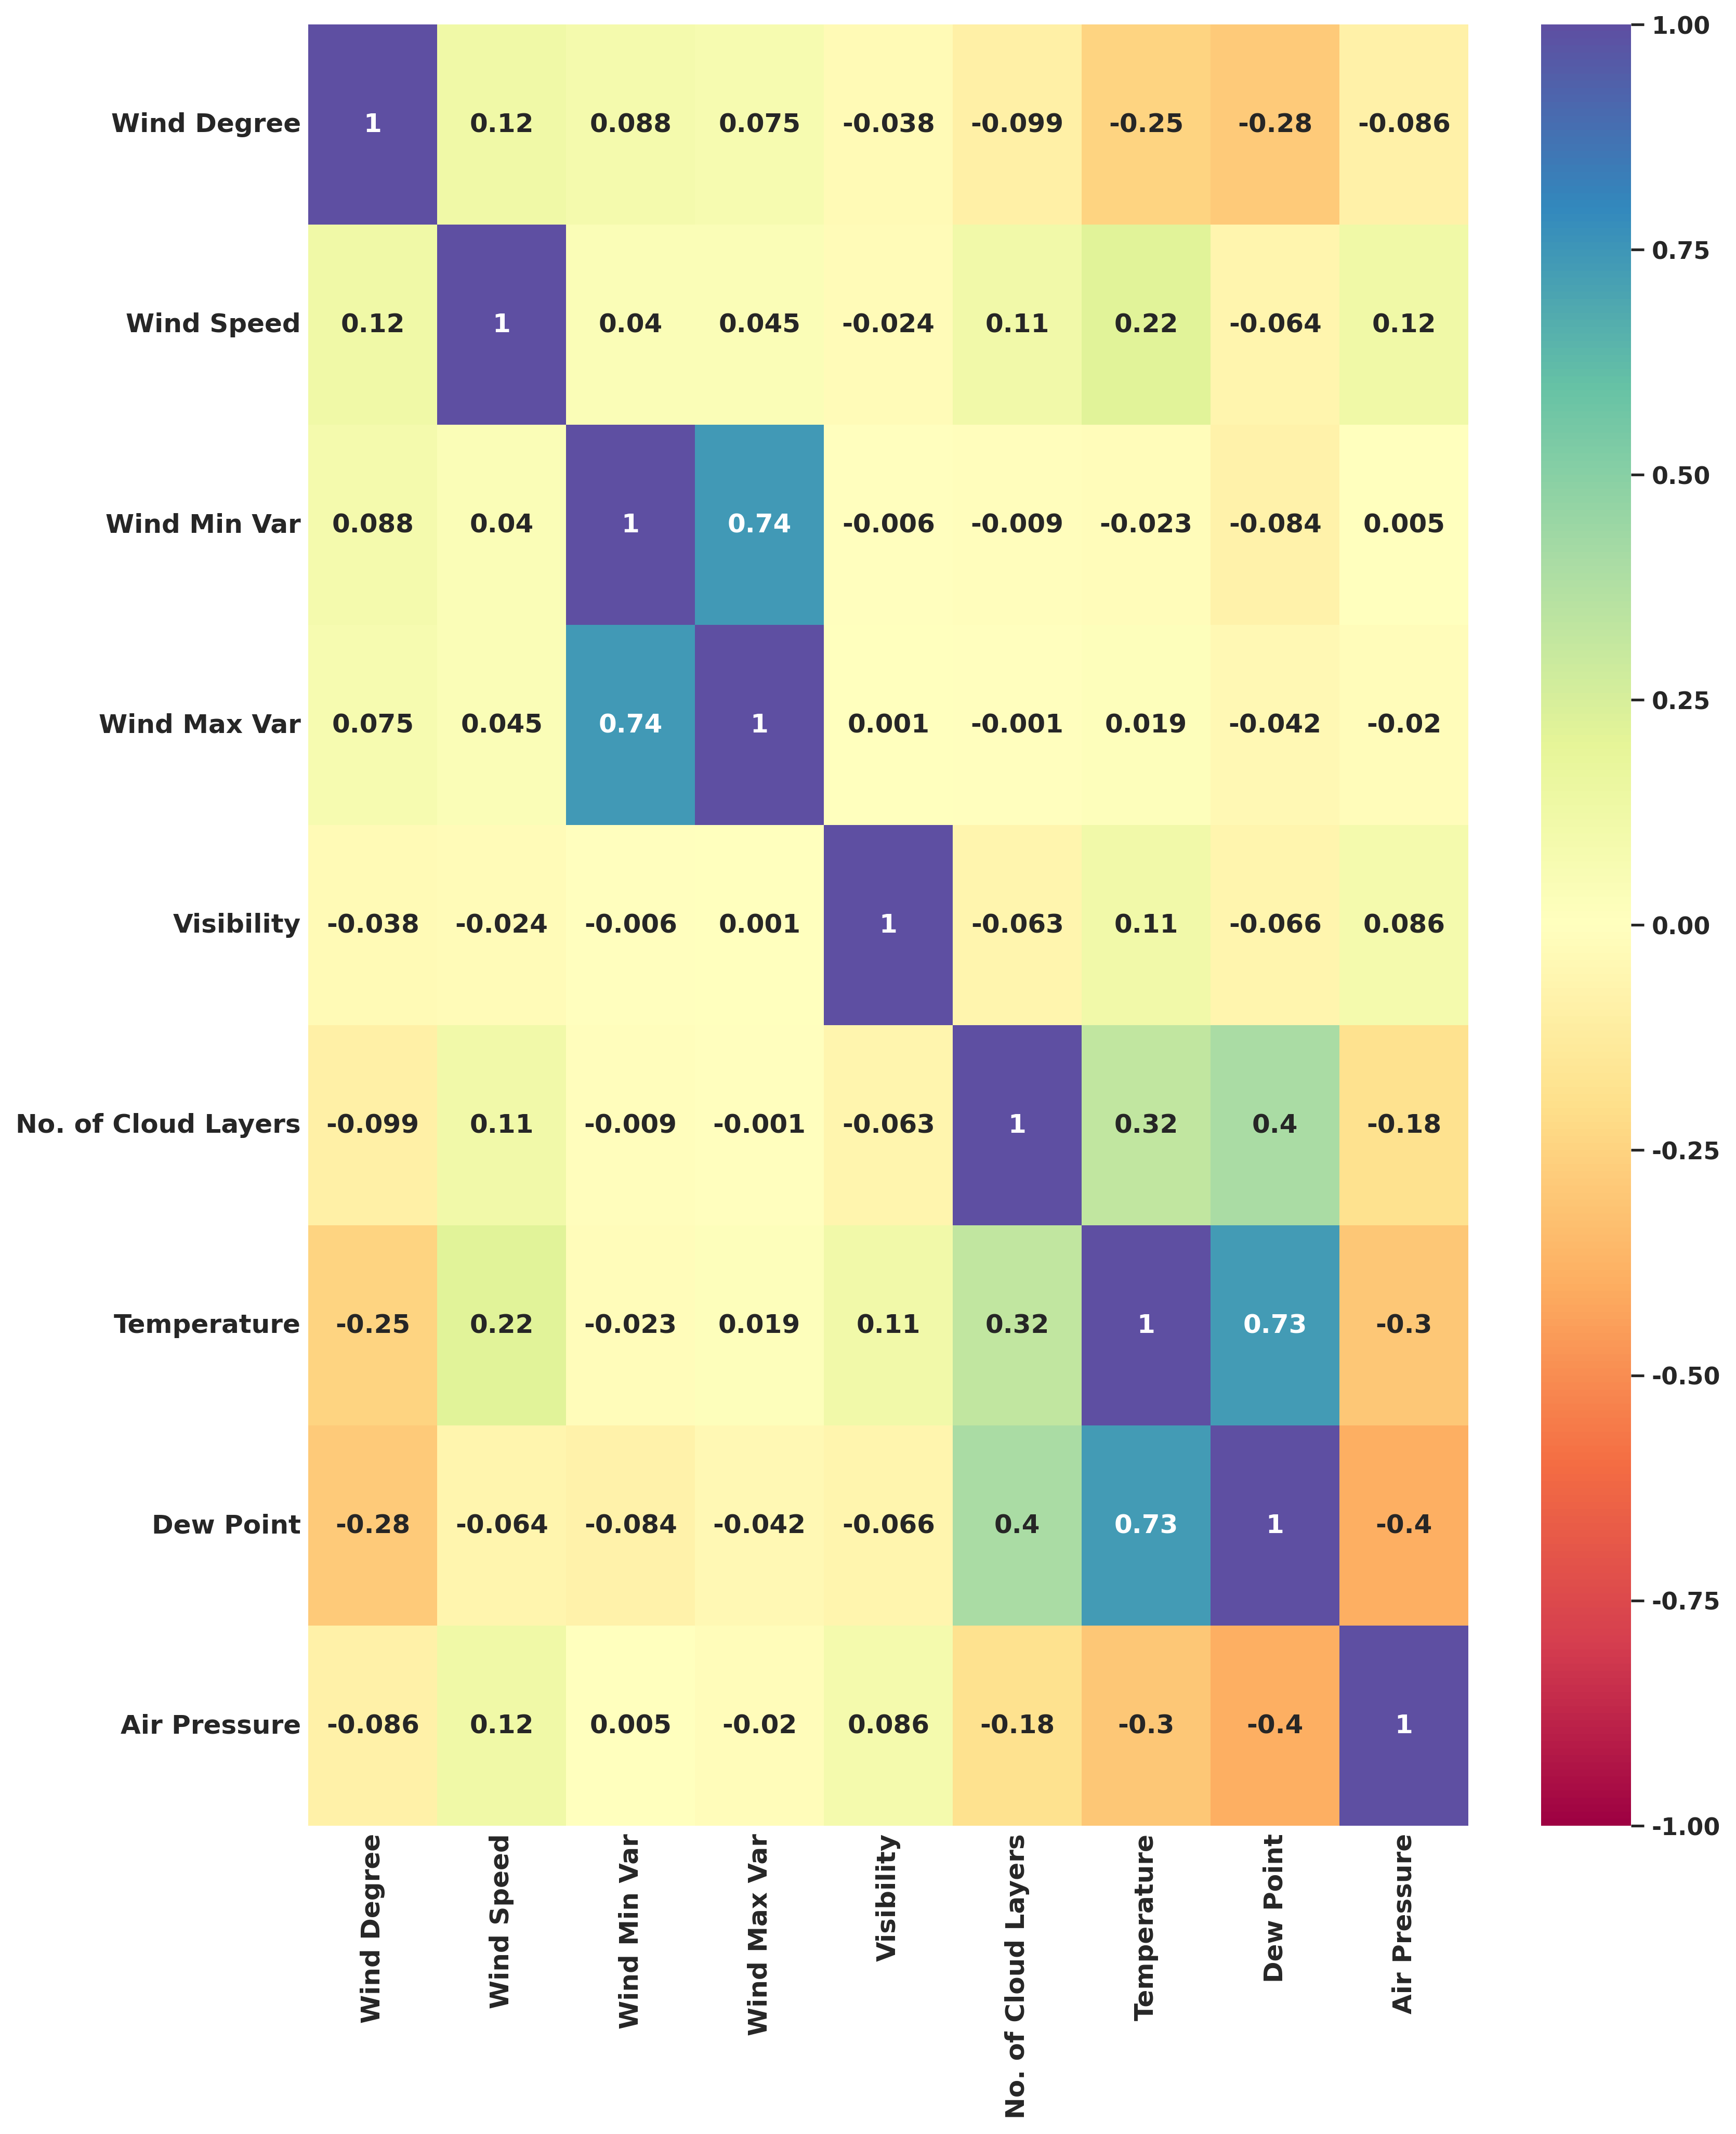 Wind Degree 1 0.12 0.088 0.075 -0.038 -0.099 -0.25 -0.28 -0.086
Wind Speed 0.12 1 0.04 0.045 -0.024 0.11 0.22 -0.064 0.12
Wind Min Var 0.088 0.04 1 0.74 -0.006 -0.009 -0.023 -0.084 0.005
Wind Max Var 0.075 0.045 0.74 1 0.001 -0.001 0.019 -0.042 -0.02
Visibility -0.038 -0.024 -0.006 0.001 1 -0.063 0.11 -0.066 0.086
No. of Cloud Layers -0.099 0.11 -0.009 -0.001 -0.063 1 0.32 0.4 -0.18
Temperature -0.25 0.22 -0.023 0.019 0.11 0.32 1 0.73 -0.3
Dew Point -0.28 -0.064 -0.084 -0.042 -0.066 0.4 0.73 1 -0.4
Air Pressure -0.086 0.12 0.005 -0.02 0.086 -0.18 -0.3 -0.4 1
Wind Degree
Wind Speed
Wind Min Var
Wind Max Var
Visibility
No. of Cloud Layers
Temperature
Dew Point
Air Pressure
1.00
0.75
0.50
0.25
0.00
-0.25
-0.50
-0.75
-1.00